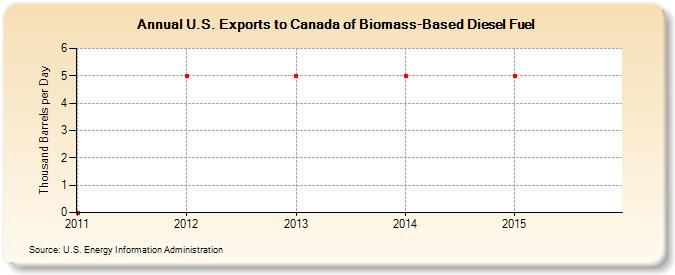 Annual U.S. Exports to Canada of Biomass-Based Diesel Fuel
Thousand Barrels per Day
6
5
4
3
2
1
0
2011 2012 2013 2014 2015
Source: U.S. Energy Information Administration